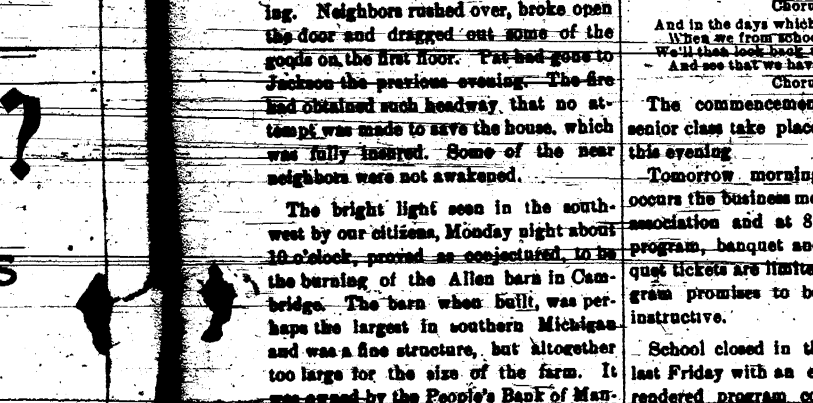 ing. Neighbors rushed over, broke open
the door and dragged out some of the
goods on the first floor. Pat had gone to
Jackson the previous evening. The fire
had obtained such headway that no at-
tempt was made to save the house, which
was fully insured. Some of the near
neighbors were not awakened.
The bright light seen in the south-
west by our citizens, Monday night about
10 o'clock, proved as conjectured, to be
the burning of the Allen barn in Cam-
bridge. The barn when built, was per-
haps the largest in southern Michigan
and was a fine structure, but altogether
too large for the size of the farm. It
was owned by the People's Bank of Man-
Choru
And in the days which
When we from schoo
We'll then look back
And see that we hav
Choru
The commencemen
senior class take place
this evening
Tomorrow morning
occurs the business me
association and at 8
program, banquet an
quet tickets are limite
gram promises to b
instructive.
School closed in t
last Friday with an e
rendered program co
?
S